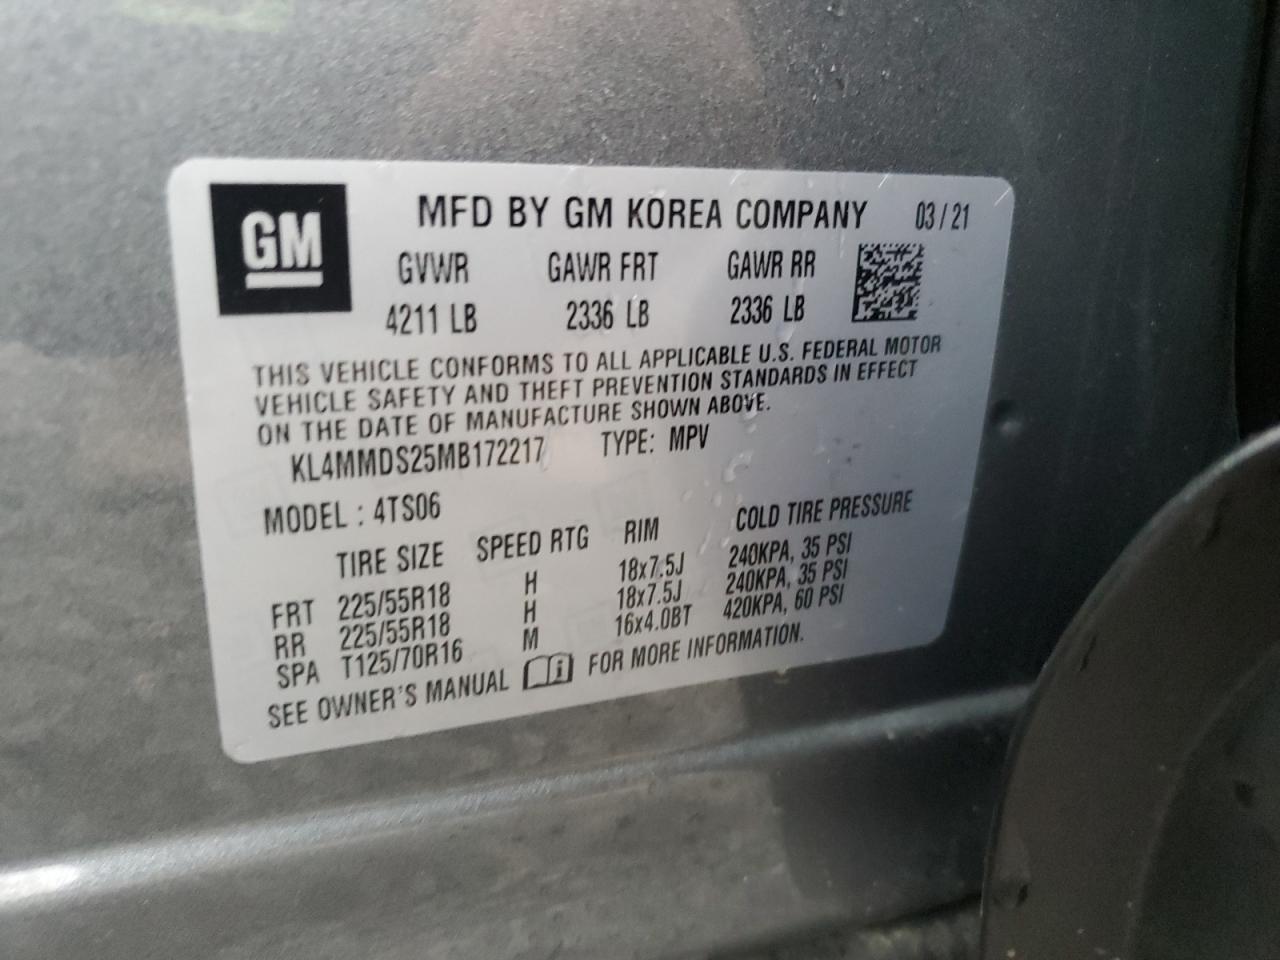 GM
MFD BY GM KOREA COMPANY 03/21
GVWR GAWR FRT GAWR RR
4211 LB 2336 LB 2336 LB
THIS VEHICLE CONFORMS TO ALL APPLICABLE U.S. FEDERAL MOTOR
VEHICLE SAFETY AND THEFT PREVENTION STANDARDS IN EFFECT
ON THE DATE OF MANUFACTURE SHOWN ABOVE.
KL4MMDS25MB172217 TYPE: MPV
MODEL : 4TS06
TIRE SIZE SPEED RTG RIM COLD TIRE PRESSURE
FRT 225/55R18 H 18x7.5J 240KPA, 35 PSI
RR 225/55R18 H 18x7.5J 240KPA, 35 PSI
SPA T125/70R16 M 16x4.0BT 420KPA, 60 PSI
SEE OWNER'S MANUAL i FOR MORE INFORMATION.